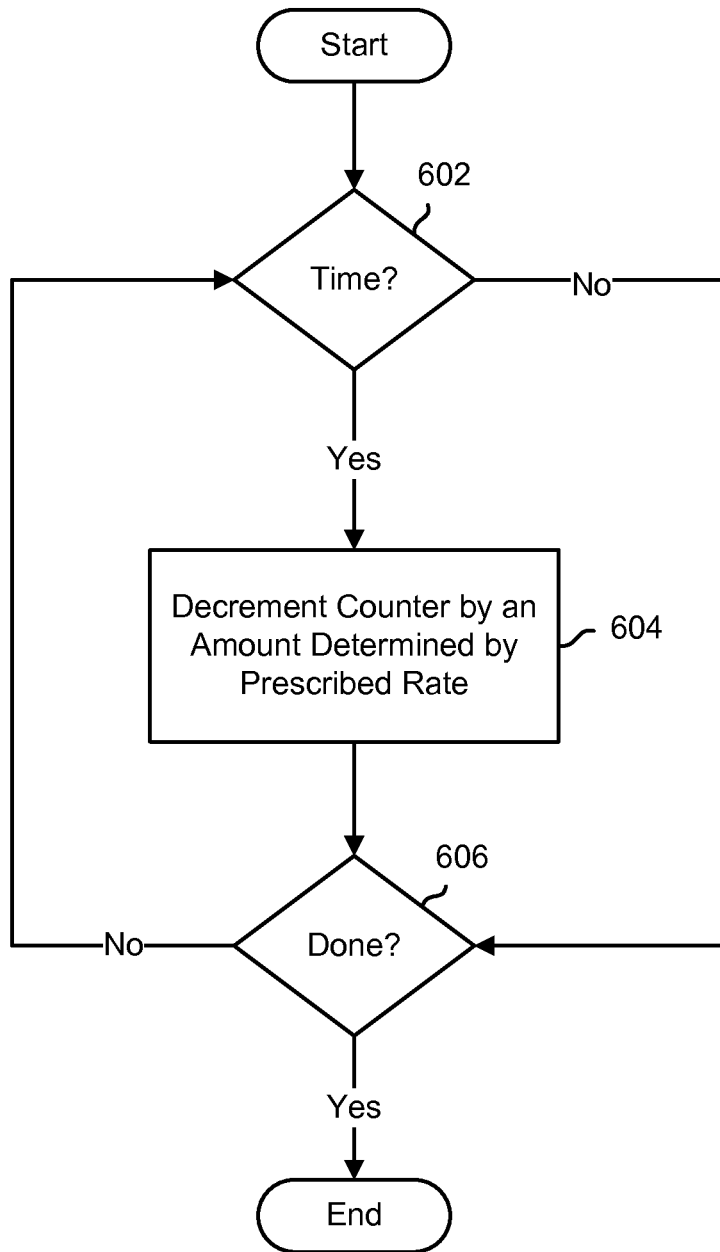 Start
602
Time?
No
Yes
Decrement Counter by an
Amount Determined by
Prescribed Rate
604
606
Done?
No
Yes
End